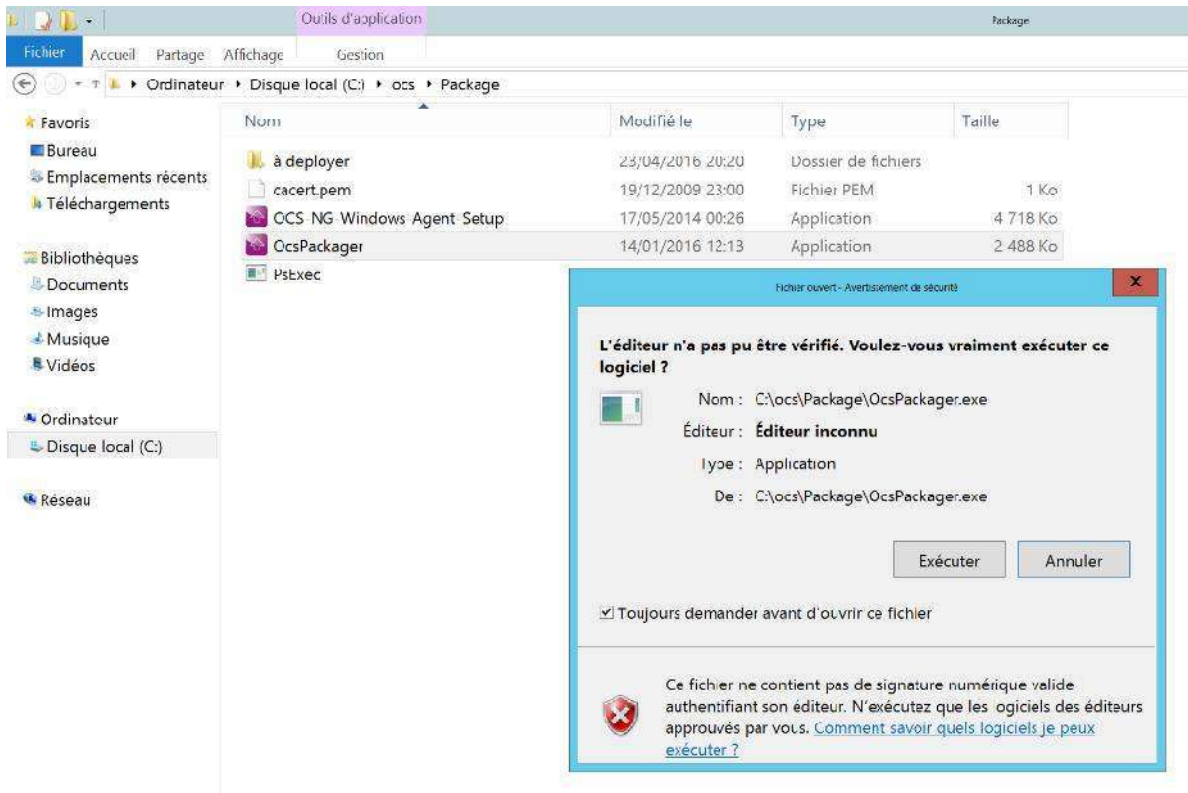 Outils d'application
Package
Fichier
Accueil
Partage
Affichage
Gestion
Ordinateur
Disque local (C:)
ocs
Package
Favoris
Bureau
Emplacements récents
Téléchargements
Bibliothèques
Documents
Images
Musique
Vidéos
Ordinateur
Disque local (C:)
Réseau
Nom
Modifié le
Type
Taille
à deployer
23/04/2016 20:20
Dossier de fichiers
cacert.pem
19/12/2009 23:00
Fichier PEM
1 Ko
OCS NG Windows Agent Setup
17/05/2014 00:26
Application
4 718 Ko
OcsPackager
14/01/2016 12:13
Application
2 488 Ko
PsExec
Fichier ouvert - Avertissement de sécurité
x
L'éditeur n'a pas pu être vérifié. Voulez-vous vraiment exécuter ce
logiciel ?
Nom : C:\ocs\Package\OcsPackager.exe
Éditeur : Éditeur inconnu
Type : Application
De : C:\ocs\Package\OcsPackager.exe
Exécuter
Annuler
Toujours demander avant d'ouvrir ce fichier
Ce fichier ne contient pas de signature numérique valide
authentifiant son éditeur. N'exécutez que les logiciels des éditeurs
approuvés par vous. Comment savoir quels logiciels je peux
exécuter ?